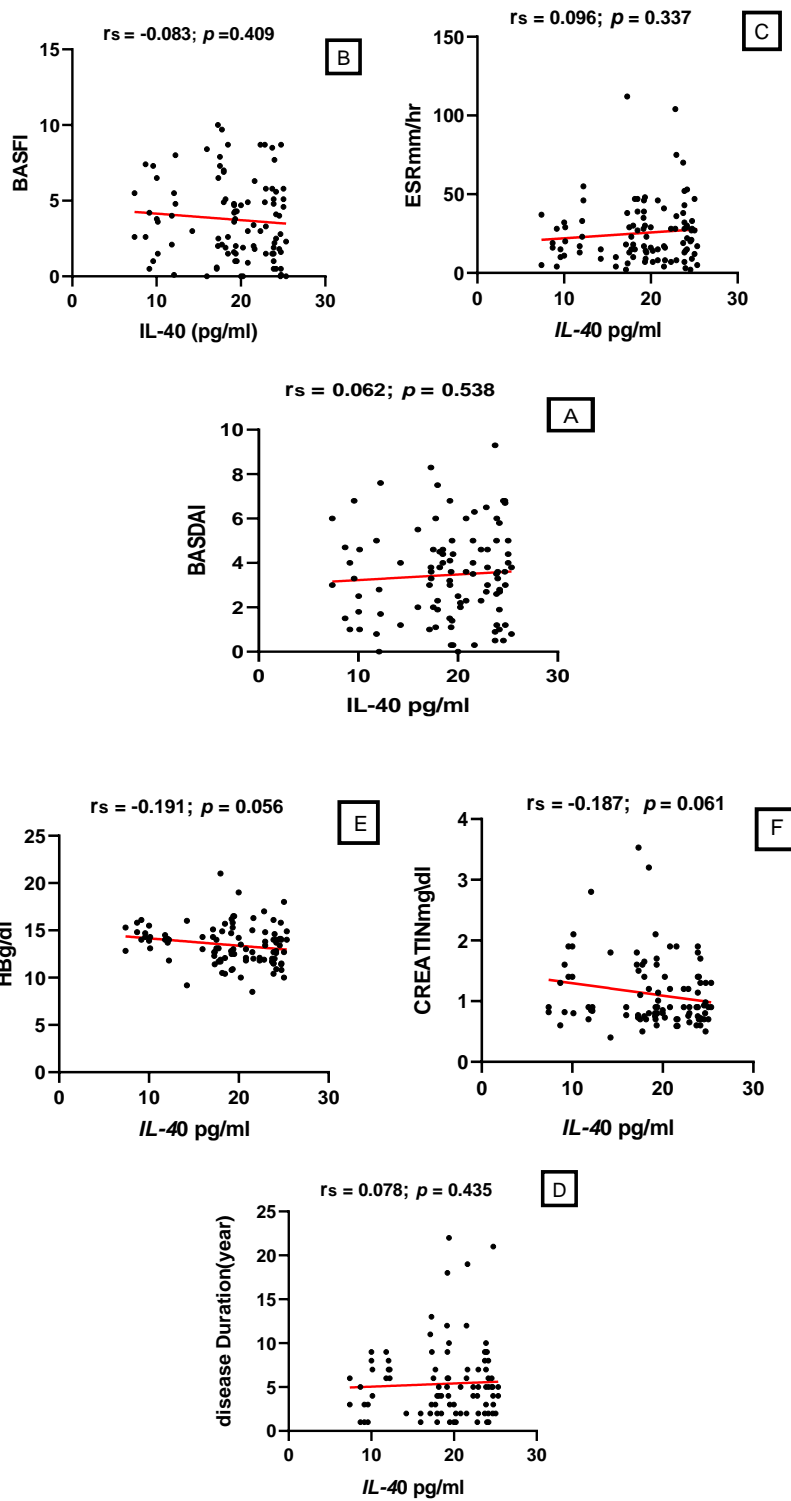 rs = -0.083; p =0.409
B
15
10
5
0
BASFI
0 10 20 30
IL-40 (pg/ml)
rs = 0.096; p = 0.337
C
150
100
50
0
ESRmm/hr
0 10 20 30
IL-40 pg/ml
rs = 0.062; p = 0.538
A
10
8
6
4
2
0
BASDAI
0 10 20 30
IL-40 pg/ml
rs = -0.191; p = 0.056
E
25
20
15
10
5
0
HBg/dl
0 10 20 30
IL-40 pg/ml
rs = -0.187; p = 0.061
F
4
3
2
1
0
CREATINmg\dl
0 10 20 30
IL-40 pg/ml
rs = 0.078; p = 0.435
D
25
20
15
10
5
0
disease Duration(year)
0 10 20 30
IL-40 pg/ml